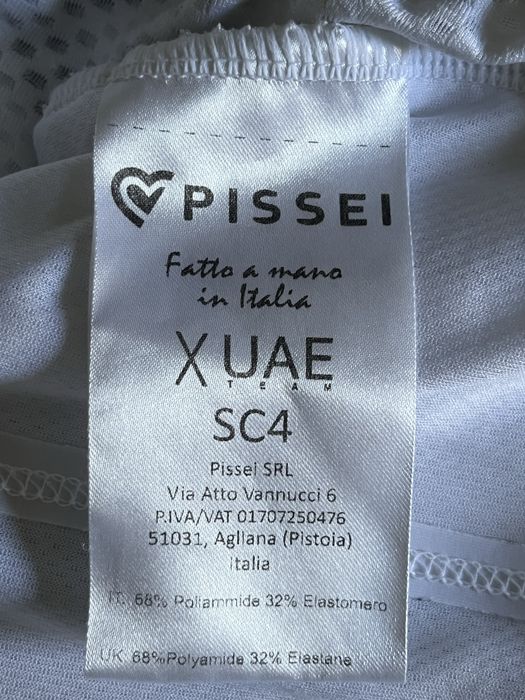 PISSEI
Fatto a mano
in Italia
X UAE
TEAM
SC4
Pissei SRL
Via Atto Vannucci 6
P.IVA/VAT 01707250476
51031, Agliana (Pistoia)
Italia
IT: 68% Poliammide 32% Elastomero
UK 68%Polyamide 32% Elastane